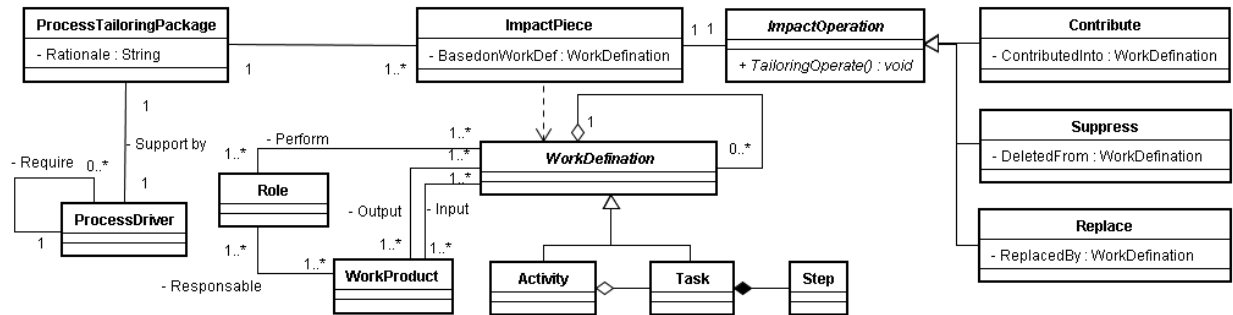 ProcessTailoringPackage
- Rationale : String
1
1..*
ImpactPiece
- BasedonWorkDef : WorkDefination
1
1
ImpactOperation
+ TailoringOperate() : void
Contribute
- ContributedInto : WorkDefination
Suppress
- DeletedFrom : WorkDefination
Replace
- ReplacedBy : WorkDefination
1
- Support by
1
- Require
0..*
1
ProcessDriver
- Perform
1..*
1..*
1..*
1..*
WorkDefination
1
0..*
Role
- Output
- Input
1..*
1..*
1..*
1..*
- Responsable
WorkProduct
Activity
Task
Step